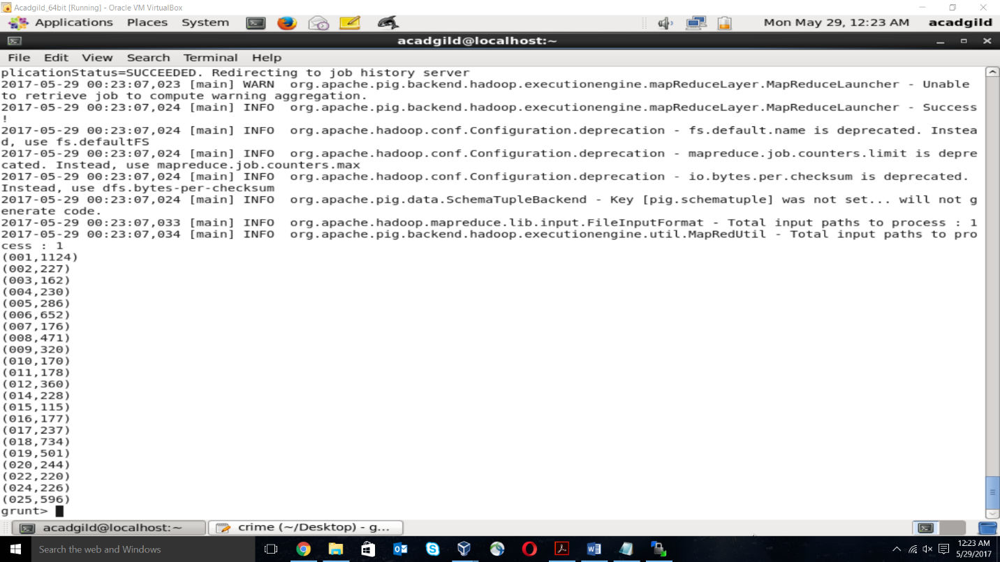 Acadgild_64bit [Running] - Oracle VM VirtualBox
Applications Places System Mon May 29, 12:23 AM acadgild
acadgild@localhost:~
File Edit View Search Terminal Help
plicationStatus=SUCCEEDED. Redirecting to job history server
2017-05-29 00:23:07,023 [main] WARN  org.apache.pig.backend.hadoop.executionengine.mapReduceLayer.MapReduceLauncher - Unable
to retrieve job to compute warning aggregation.
2017-05-29 00:23:07,024 [main] INFO  org.apache.pig.backend.hadoop.executionengine.mapReduceLayer.MapReduceLauncher - Success
!
2017-05-29 00:23:07,024 [main] INFO  org.apache.hadoop.conf.Configuration.deprecation - fs.default.name is deprecated. Instea
d, use fs.defaultFS
2017-05-29 00:23:07,024 [main] INFO  org.apache.hadoop.conf.Configuration.deprecation - mapreduce.job.counters.limit is depre
cated. Instead, use mapreduce.job.counters.max
2017-05-29 00:23:07,024 [main] INFO  org.apache.hadoop.conf.Configuration.deprecation - io.bytes.per.checksum is deprecated.
Instead, use dfs.bytes-per-checksum
2017-05-29 00:23:07,024 [main] INFO  org.apache.pig.data.SchemaTupleBackend - Key [pig.schematuple] was not set... will not g
enerate code.
2017-05-29 00:23:07,033 [main] INFO  org.apache.hadoop.mapreduce.lib.input.FileInputFormat - Total input paths to process : 1
2017-05-29 00:23:07,034 [main] INFO  org.apache.pig.backend.hadoop.executionengine.util.MapRedUtil - Total input paths to pro
cess : 1
(001,1124)
(002,227)
(003,162)
(004,230)
(005,286)
(006,652)
(007,176)
(008,471)
(009,320)
(010,170)
(011,178)
(012,360)
(014,228)
(015,115)
(016,177)
(017,237)
(018,734)
(019,501)
(020,244)
(022,220)
(024,226)
(025,596)
grunt>
acadgild@localhost:~ crime (~/Desktop) - g...
Search the web and Windows
12:23 AM
5/29/2017